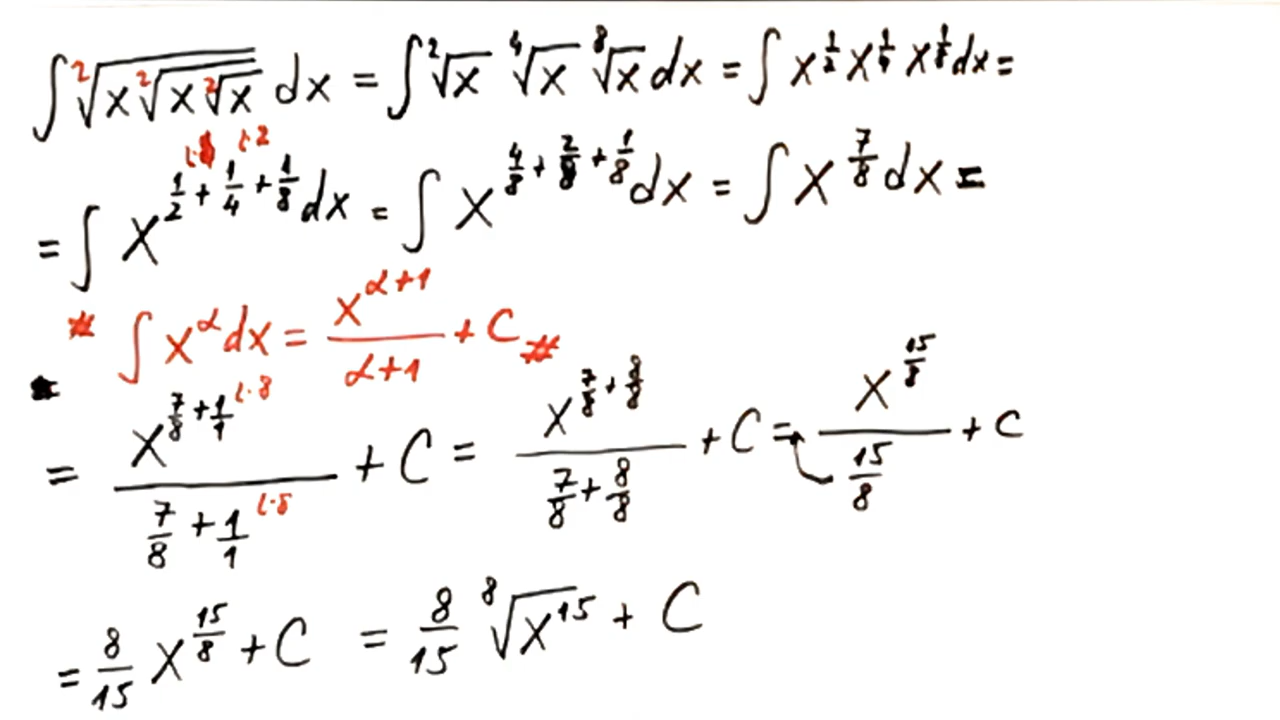 ∫ ²√(x ²√(x ²√x)) dx = ∫ ²√x ⁴√x ⁸√x dx = ∫ x^(1/2) x^(1/4) x^(1/8) dx =
= ∫ x^(1/2 + 1/4 + 1/8) dx = ∫ x^(4/8 + 2/8 + 1/8) dx = ∫ x^(7/8) dx =
* ∫ x^α dx = x^(α+1)/(α+1) + C *
= x^(7/8 + 1/1)/(7/8 + 1/1) + C = x^(7/8 + 8/8)/(7/8 + 8/8) + C = x^(15/8)/(15/8) + C
= 8/15 x^(15/8) + C = 8/15 ⁸√(x^15) + C